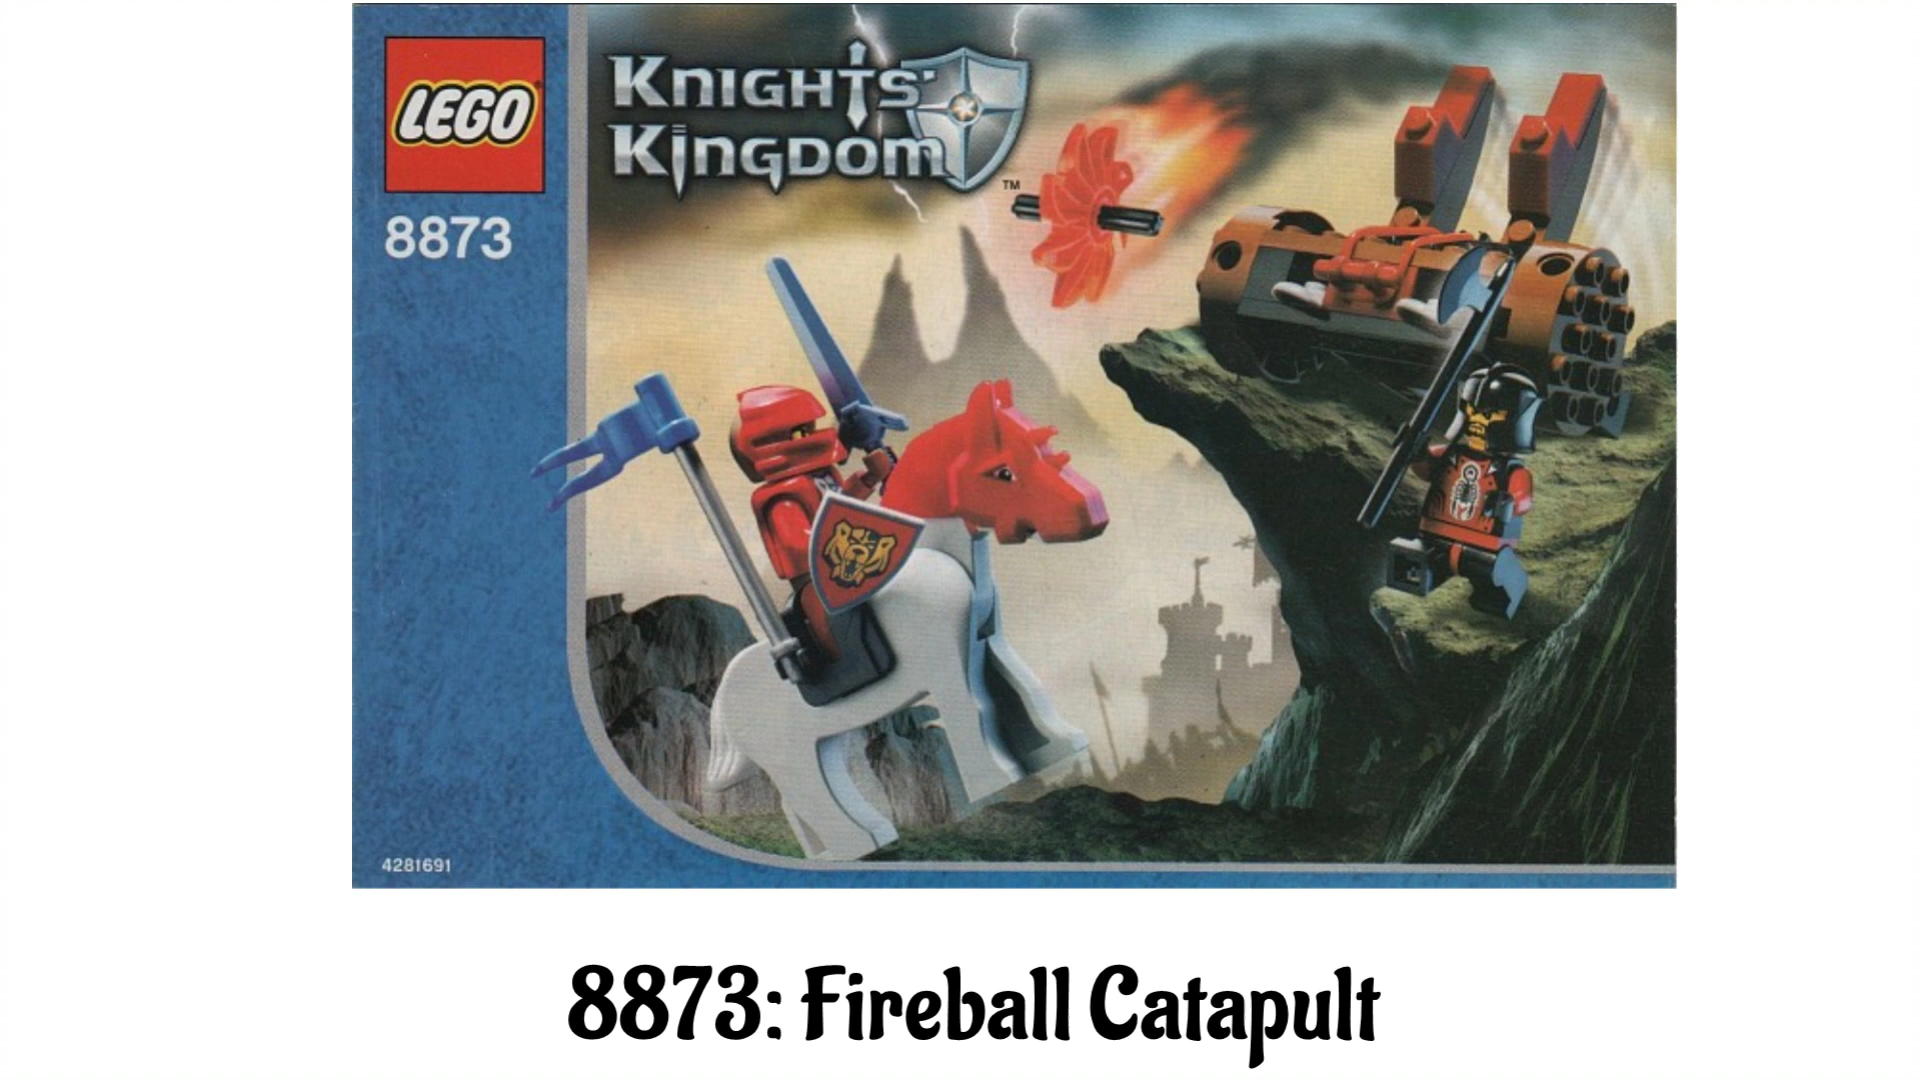 LEGO
KNIGHTS'
KINGDOM
TM
8873
4281691
8873: Fireball Catapult